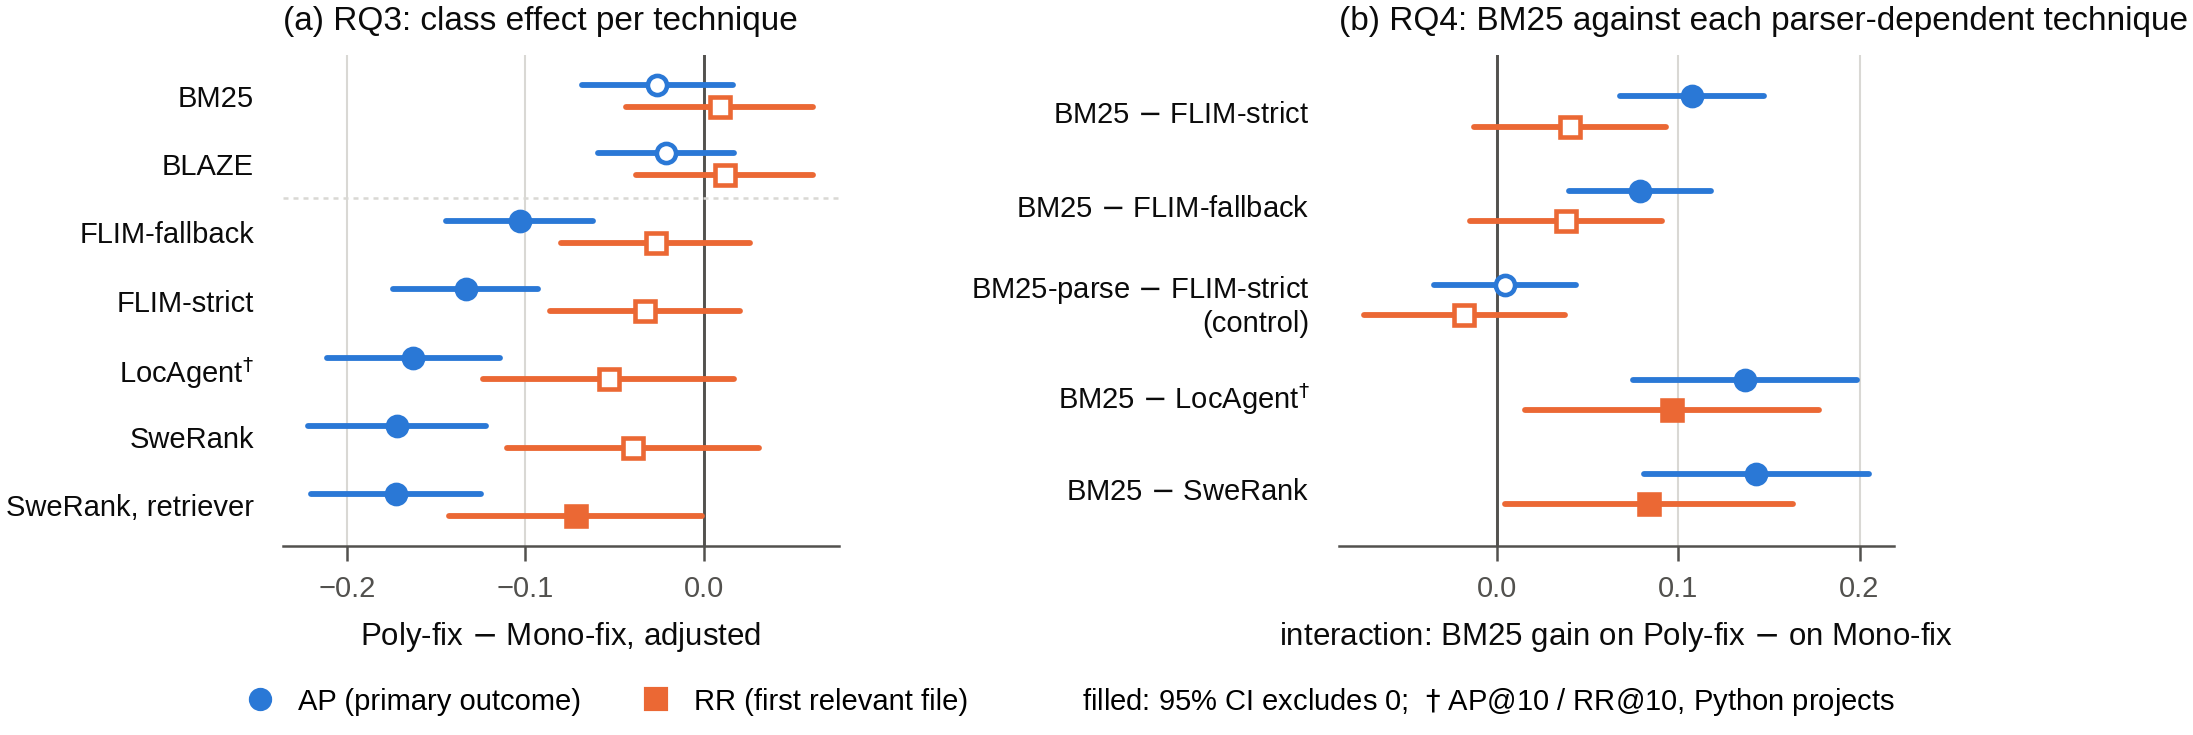 (a) RQ3: class effect per technique
BM25
BLAZE
FLIM-fallback
FLIM-strict
LocAgent†
SweRank
SweRank, retriever
−0.2
−0.1
0.0
Poly-fix − Mono-fix, adjusted
(b) RQ4: BM25 against each parser-dependent technique
BM25 − FLIM-strict
BM25 − FLIM-fallback
BM25-parse − FLIM-strict
(control)
BM25 − LocAgent†
BM25 − SweRank
0.0
0.1
0.2
interaction: BM25 gain on Poly-fix − on Mono-fix
AP (primary outcome)
RR (first relevant file)
filled: 95% CI excludes 0; † AP@10 / RR@10, Python projects